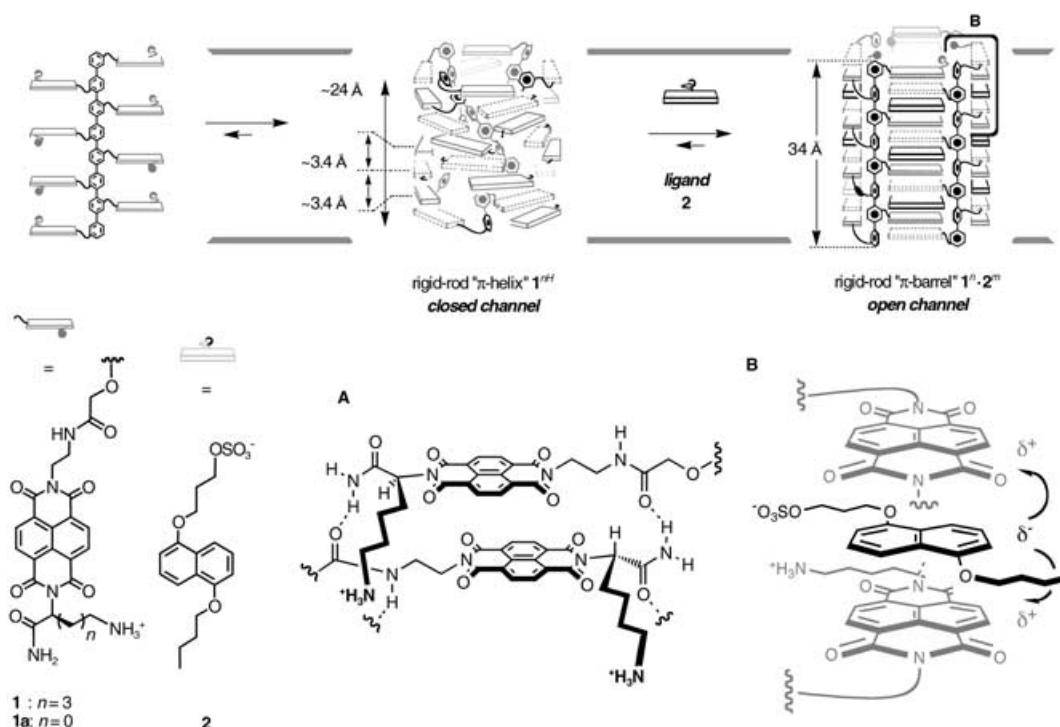 B
~24 Å
~3.4 Å
~3.4 Å
ligand
2
34 Å
rigid-rod "π-helix" 1ⁿᴴ
closed channel
rigid-rod "π-barrel" 1ⁿ·2ᵐ
open channel
=
=
O
O
HN
N
O
O
O
O
N
O
NH₂
n
NH₃⁺
1 : n = 3
1a: n = 0
OSO₃⁻
O
O
2
A
O
H
N
H
H
O
O
N
N
O
O
H
N
O
O
O
O
N
H
⁺H₃N
O
O
N
N
O
O
H
O
N
H
H
⁺H₃N
B
N
O
O
O
O
N
δ+
⁻O₃SO
O
δ-
O
⁺H₃N
N
O
O
δ+
O
O
N